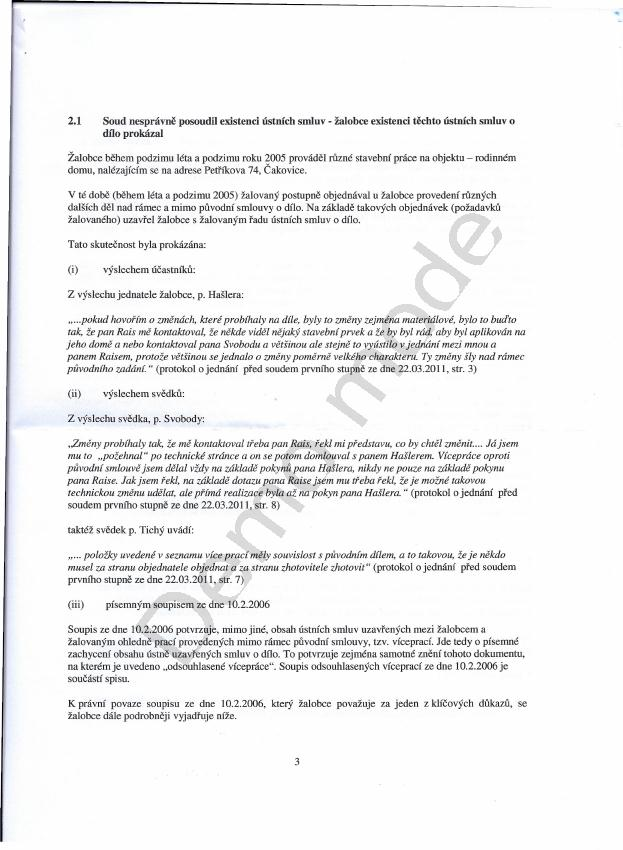 2.1 Soud nesprávně posoudil existenci ústních smluv - žalobce existenci těchto ústních smluv o
dílo prokázal
Žalobce během podzimu léta a podzimu roku 2005 prováděl různé stavební práce na objektu – rodinném
domu, nalézajícím se na adrese Petříkova 74, Čakovice.
V té době (během léta a podzimu 2005) žalovaný postupně objednával u žalobce provedení různých
dalších děl nad rámec a mimo původní smlouvy o dílo. Na základě takových objednávek (požadavků
žalovaného) uzavřel žalobce s žalovaným řadu ústních smluv o dílo.
Tato skutečnost byla prokázána:
(i) výslechem účastníků:
Z výslechu jednatele žalobce, p. Hašlera:
„...pokud hovořím o změnách, které probíhaly na díle, byly to změny zejména materiálové, bylo to buďto
tak, že pan Rais mě kontaktoval, že někde viděl nějaký stavební prvek a že by byl rád, aby byl aplikován na
jeho domě a nebo kontaktoval pana Svobodu a většinou ale stejně to vyústilo v jednání mezi mnou a
panem Raisem, protože většinou se jednalo o změny poměrně velkého charakteru. Ty změny šly nad rámec
původního zadání.“ (protokol o jednání před soudem prvního stupně ze dne 22.03.2011, str. 3)
(ii) výslechem svědků:
Z výslechu svědka, p. Svobody:
„Změny probíhaly tak, že mě kontaktoval třeba pan Rais, řekl mi představu, co by chtěl změnit.... Já jsem
mu to „požehnal“ po technické stránce a on se potom domlouval s panem Hašlerem. Vícepráce oproti
původní smlouvě jsem dělal vždy na základě pokynů pana Hašlera, nikdy ne pouze na základě pokynu
pana Raise. Jak jsem řekl, na základě dotazu pana Raise jsem mu třeba řekl, že je možné takovou
technickou změnu udělat, ale přímá realizace byla až na pokyn pana Hašlera.“ (protokol o jednání před
soudem prvního stupně ze dne 22.03.2011, str. 8)
taktéž svědek p. Tichý uvádí:
„... položky uvedené v seznamu více prací měly souvislost s původním dílem, a to takovou, že je někdo
musel za stranu objednatele objednat a za stranu zhotovitele zhotovit“ (protokol o jednání před soudem
prvního stupně ze dne 22.03.2011, str. 7)
(iii) písemným soupisem ze dne 10.2.2006
Soupis ze dne 10.2.2006 potvrzuje, mimo jiné, obsah ústních smluv uzavřených mezi žalobcem a
žalovaným ohledně prací provedených mimo rámec původní smlouvy, tzv. víceprací. Jde tedy o písemné
zachycení obsahu ústně uzavřených smluv o dílo. To potvrzuje zejména samotné znění tohoto dokumentu,
na kterém je uvedeno „odsouhlasené vícepráce“. Soupis odsouhlasených víceprací ze dne 10.2.2006 je
součástí spisu.
K právní povaze soupisu ze dne 10.2.2006, který žalobce považuje za jeden z klíčových důkazů, se
žalobce dále podrobněji vyjadřuje níže.
3
Demo mode